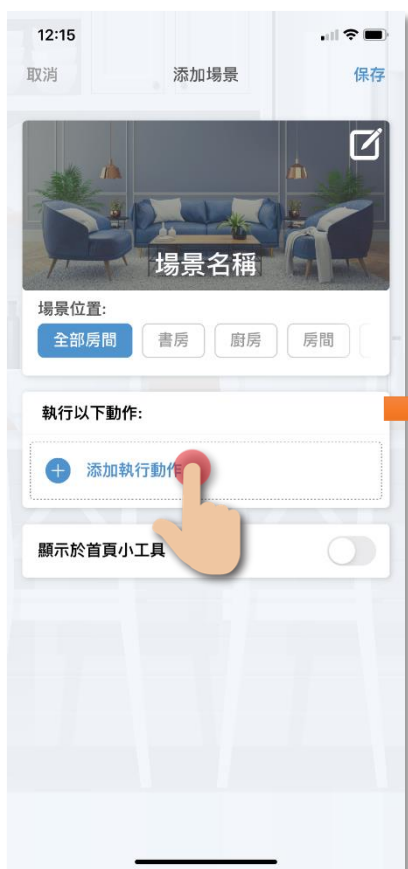 12:15
取消 添加場景 保存
場景名稱
場景位置:
全部房間 書房 廚房 房間
執行以下動作:
添加執行動作
顯示於首頁小工具